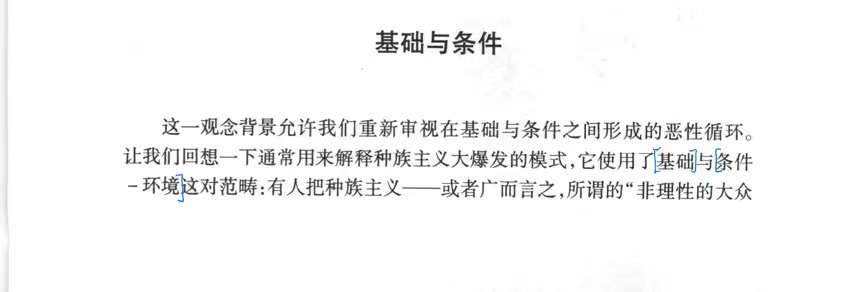 基础与条件
这一观念背景允许我们重新审视在基础与条件之间形成的恶性循环。
让我们回想一下通常用来解释种族主义大爆发的模式,它使用了[基础]与[条件
-环境]这对范畴:有人把种族主义——或者广而言之,所谓的“非理性的大众